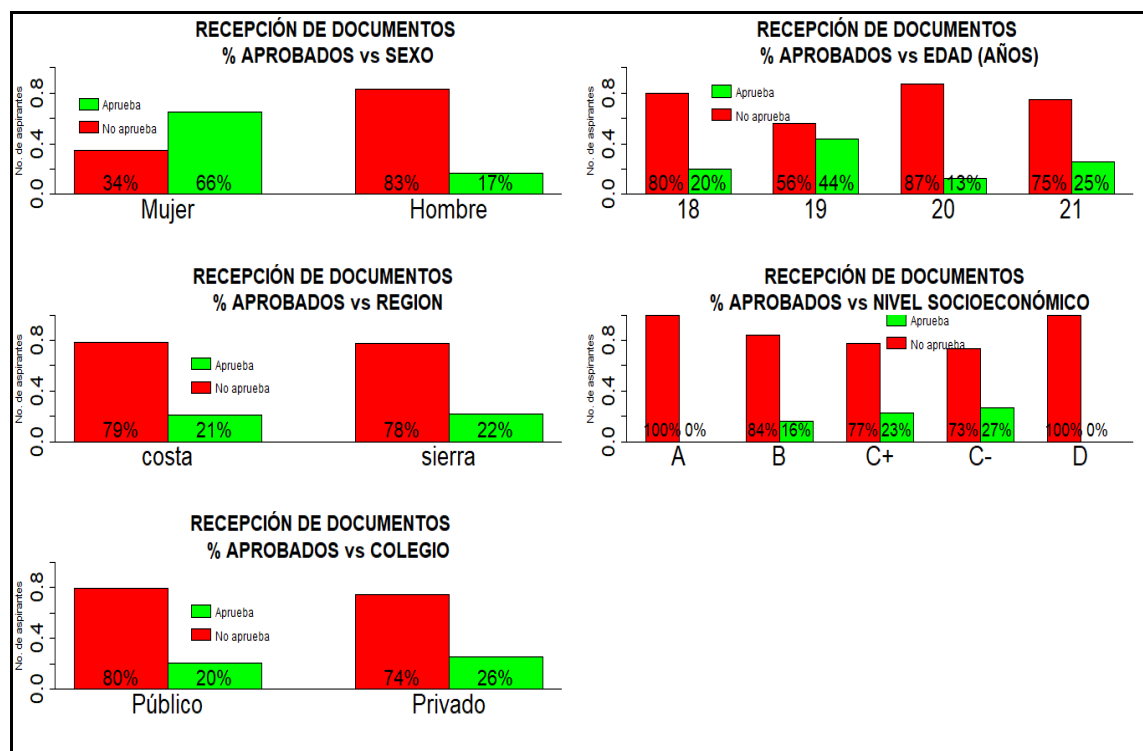 RECEPCIÓN DE DOCUMENTOS
% APROBADOS vs SEXO
No. de aspirantes
0.0 0.4 0.8
Aprueba
No aprueba
34% 66% 83% 17%
Mujer Hombre
RECEPCIÓN DE DOCUMENTOS
% APROBADOS vs EDAD (AÑOS)
No. de aspirantes
0.0 0.4 0.8
Aprueba
No aprueba
80% 20% 56% 44% 87% 13% 75% 25%
18 19 20 21
RECEPCIÓN DE DOCUMENTOS
% APROBADOS vs REGION
No. de aspirantes
0.0 0.4 0.8
Aprueba
No aprueba
79% 21% 78% 22%
costa sierra
RECEPCIÓN DE DOCUMENTOS
% APROBADOS vs NIVEL SOCIOECONÓMICO
No. de aspirantes
0.0 0.4 0.8
Aprueba
No aprueba
100% 0% 84% 16% 77% 23% 73% 27% 100% 0%
A B C+ C- D
RECEPCIÓN DE DOCUMENTOS
% APROBADOS vs COLEGIO
No. de aspirantes
0.0 0.4 0.8
Aprueba
No aprueba
80% 20% 74% 26%
Público Privado